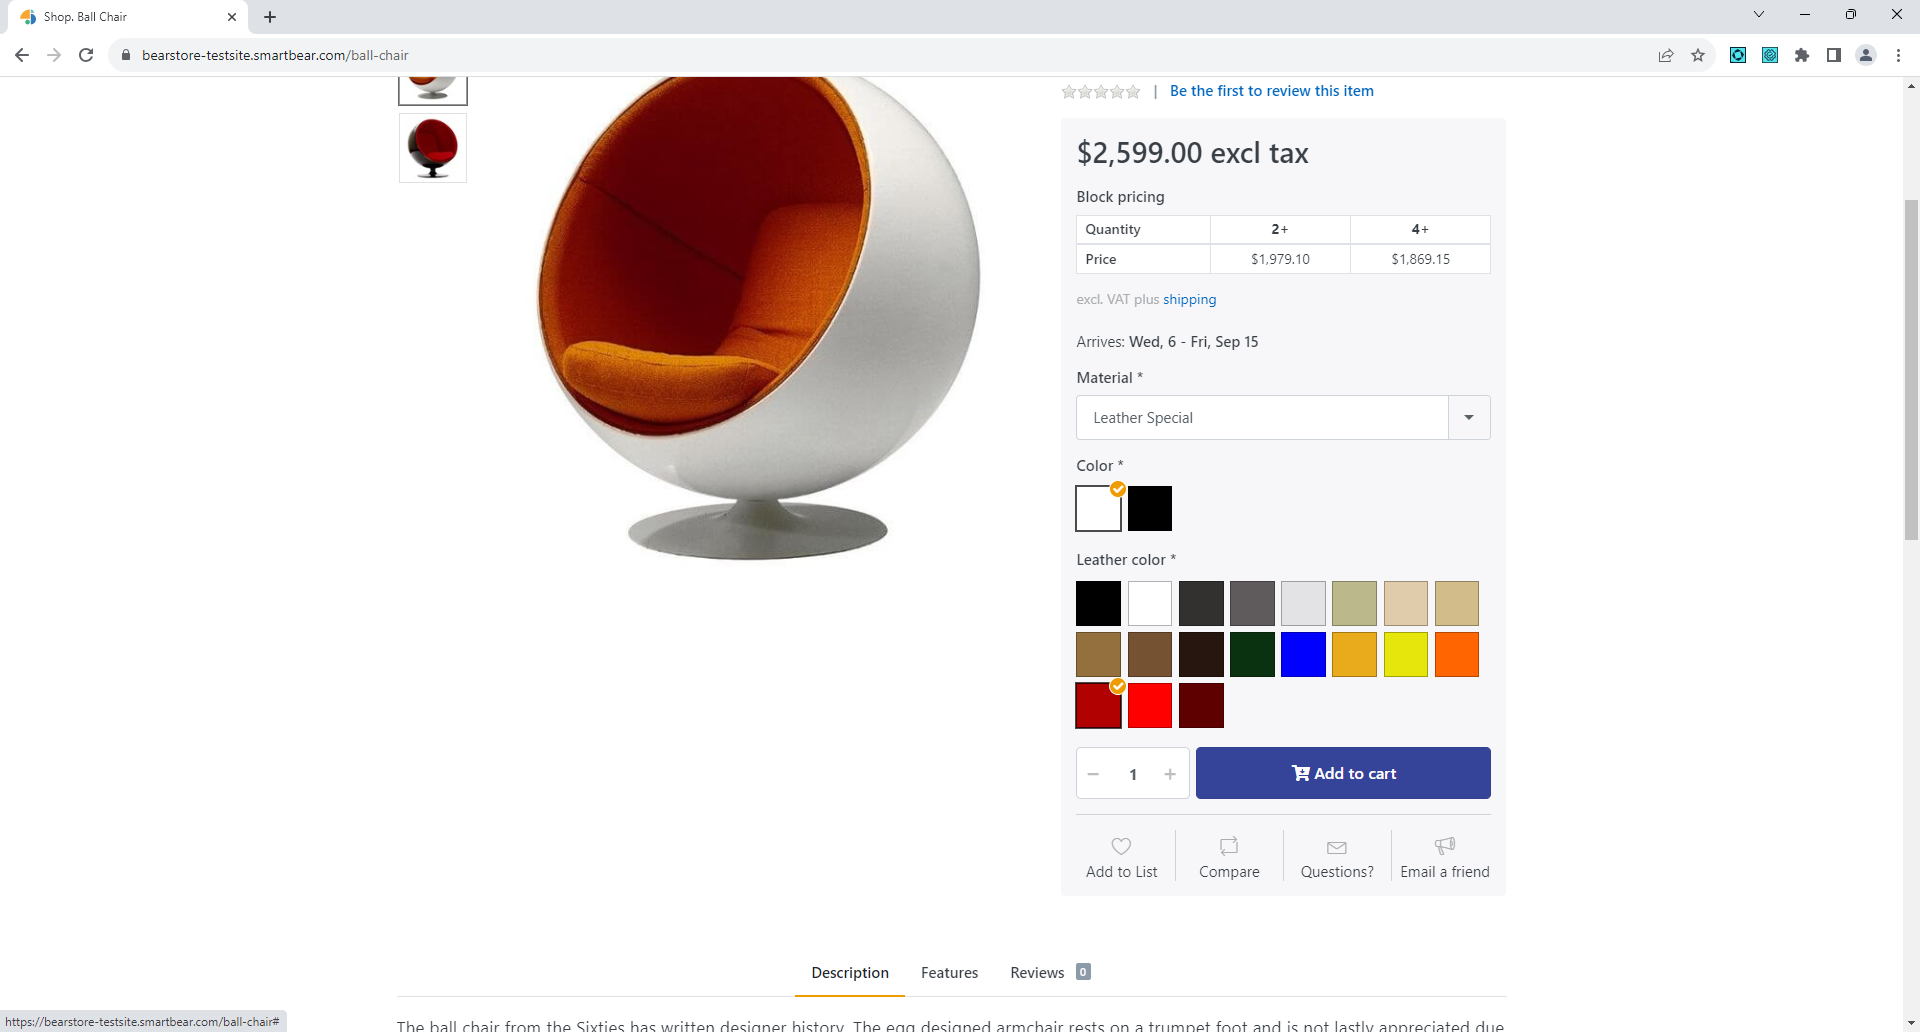 Shop. Ball Chair
bearstore-testsite.smartbear.com/ball-chair
| Be the first to review this item
$2,599.00 excl tax
Block pricing
Quantity 2+ 4+
Price $1,979.10 $1,869.15
excl. VAT plus shipping
Arrives: Wed, 6 - Fri, Sep 15
Material *
Leather Special
Color *
Leather color *
1 Add to cart
Add to List Compare Questions? Email a friend
Description Features Reviews 0
The ball chair from the Sixties has written designer history. The egg designed armchair rests on a trumpet foot and is not lastly appreciated due
https://bearstore-testsite.smartbear.com/ball-chair#